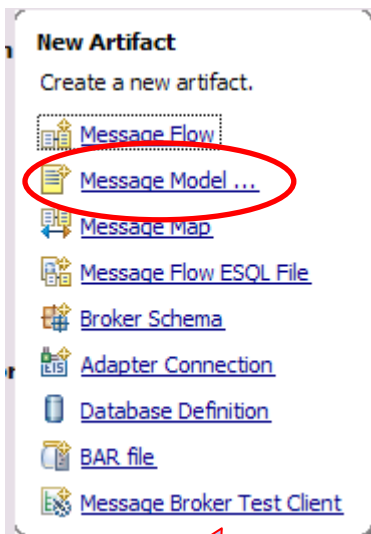 New Artifact
Create a new artifact.
Message Flow
Message Model ...
Message Map
Message Flow ESQL File
Broker Schema
EIS Adapter Connection
Database Definition
BAR file
Message Broker Test Client